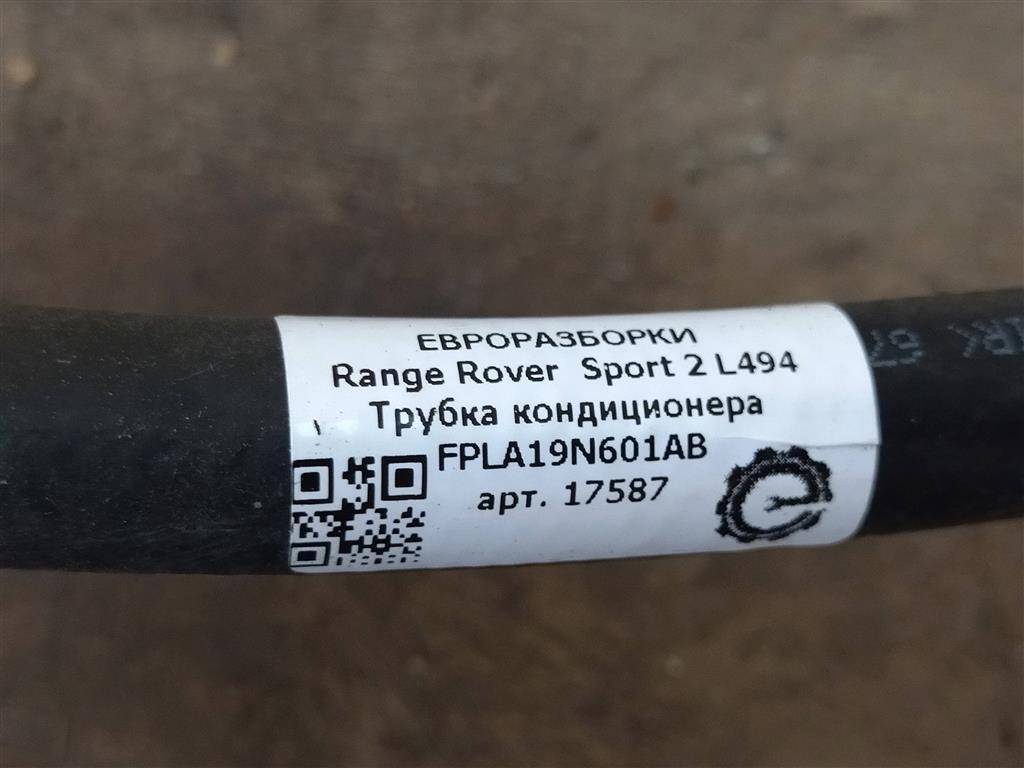 ЕВРОРАЗБОРКИ
Range Rover Sport 2 L494
Трубка кондиционера
FPLA19N601AB
арт. 17587